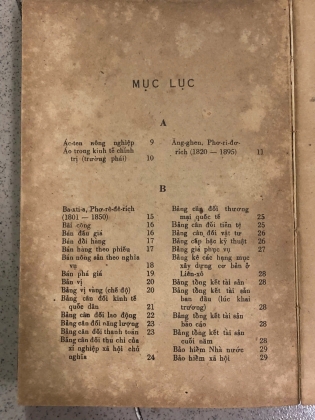 MỤC LỤC
A
Ác-ten nông nghiệp 9
Áo trong kinh tế chính
trị (trường phái) 10
Ăng-ghen, Phơ-ri-đơ-
rich (1820 — 1895) 11
B
Ba-xti-a, Phơ-rê-đê-rich
(1801 — 1850) 15
Bãi công 16
Bán đấu giá 16
Bán đổi hàng 17
Bán hàng theo phiếu 17
Bán nông sản theo nghĩa
vụ 18
Bán phá giá 19
Bản vị 20
Bản vị vàng (chế độ) 20
Bảng cân đối kinh tế
quốc dân 21
Bảng cân đối lao động 22
Bảng cân đối năng lượng 23
Bảng cân đối thanh toán 23
Bảng cân đối thu chi của
xí nghiệp xã hội chủ
nghĩa 24
Bảng cân đối thương
mại quốc tế 25
Bảng cân đối tiền tệ 25
Bảng cân đối vật tư 26
Bảng cấp bậc kỹ thuật 26
Bảng giá phục vụ 27
Bảng kê các hạng mục
xây dựng cơ bản ở
Liên-xô 28
Bảng tổng kết tài sản 28
Bảng tổng kết tài sản
ban đầu (lúc khai
trương) 28
Bảng tổng kết tài sản
bàn cân 28
Bảng tổng kết tài sản
cuối năm 28
Bảo hiểm Nhà nước 29
Bảo hiểm xã hội 29